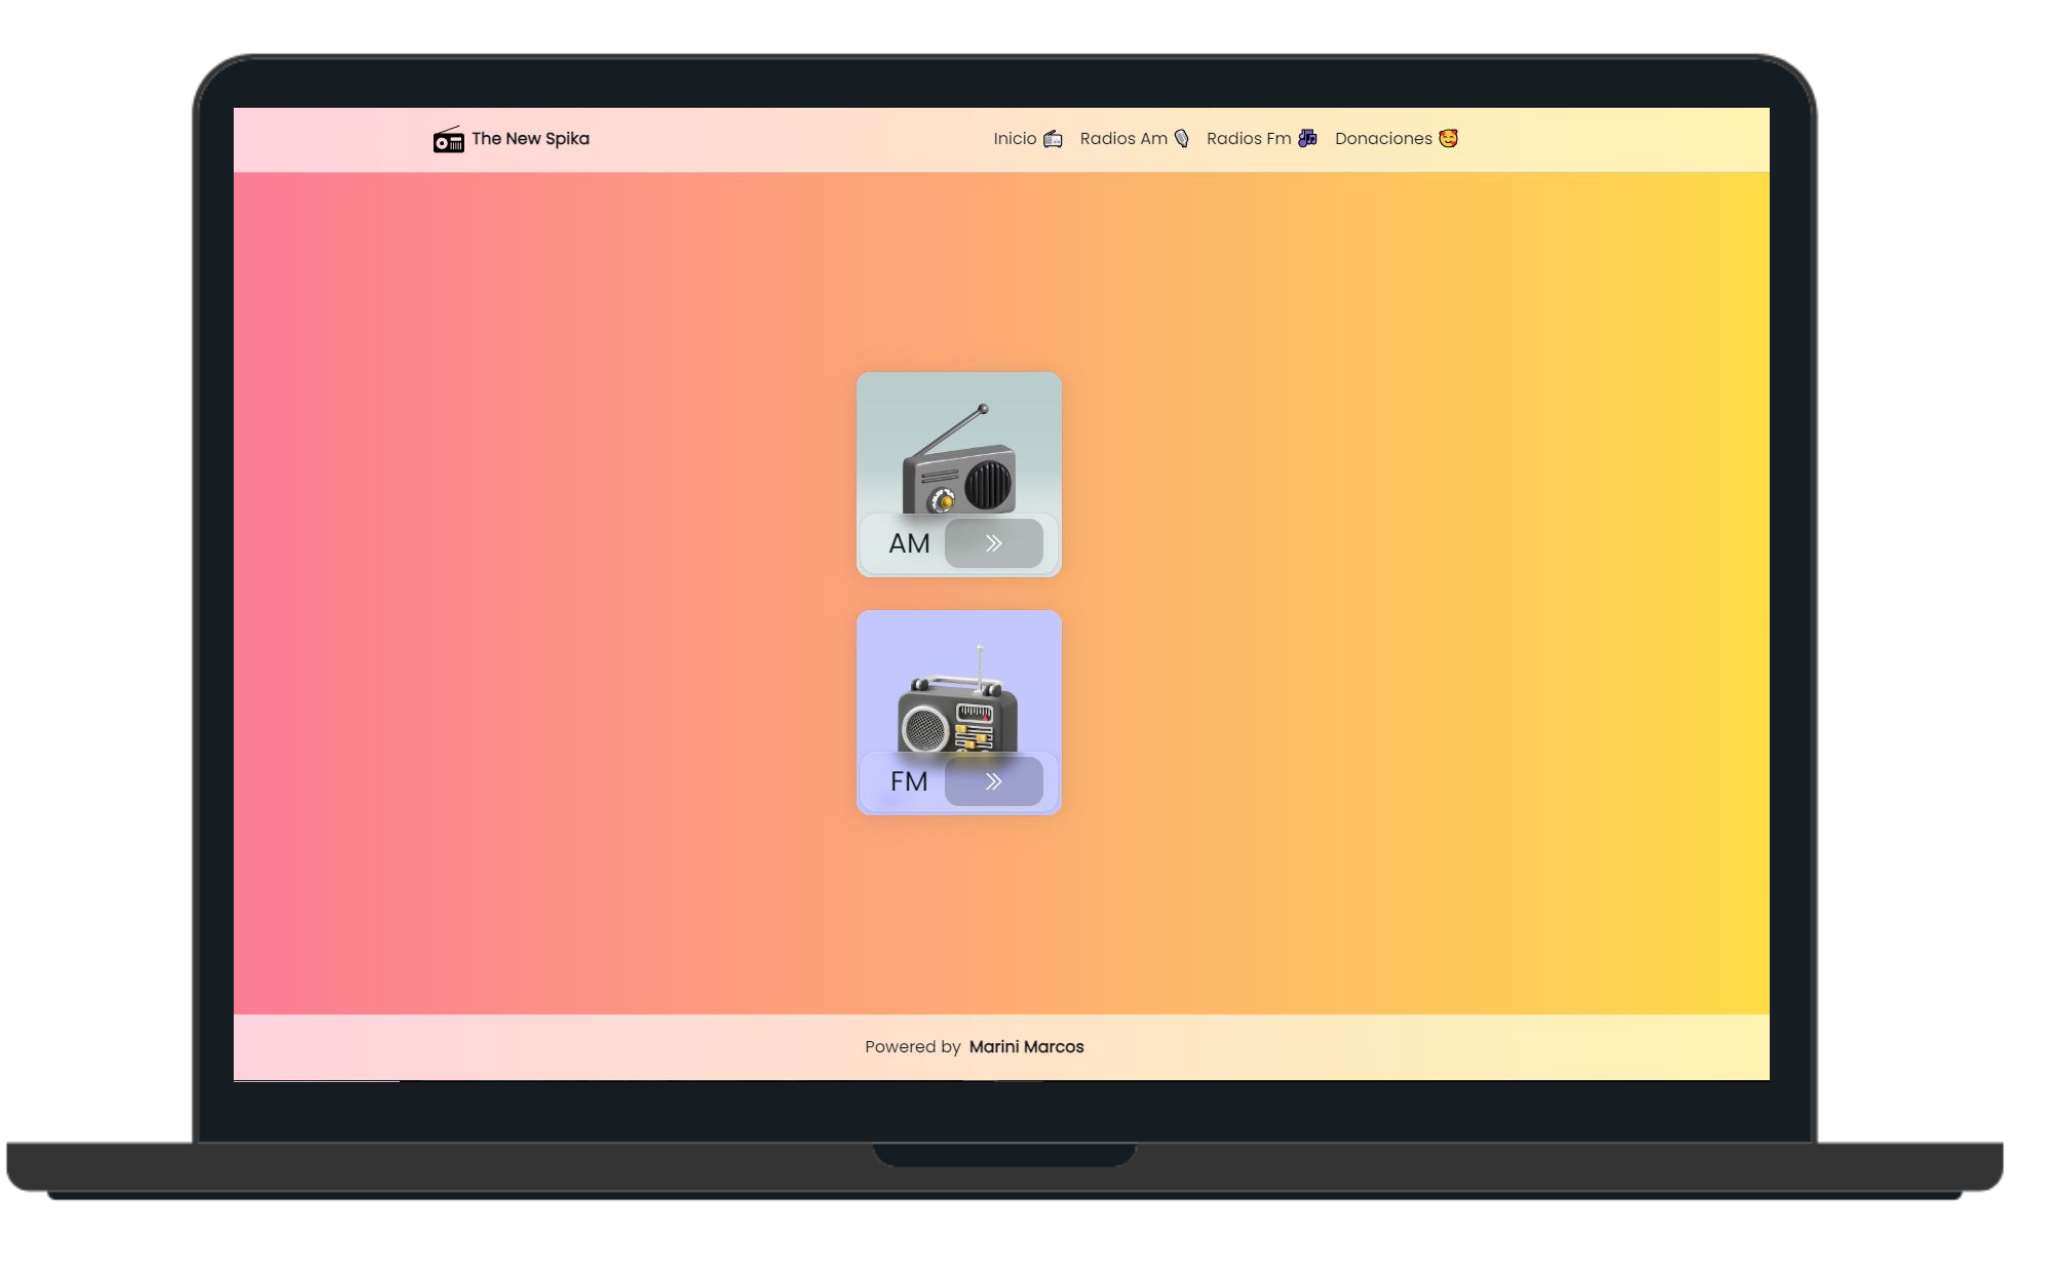 The New Spika
Inicio Radios Am Radios Fm Donaciones
AM
FM
Powered by Marini Marcos